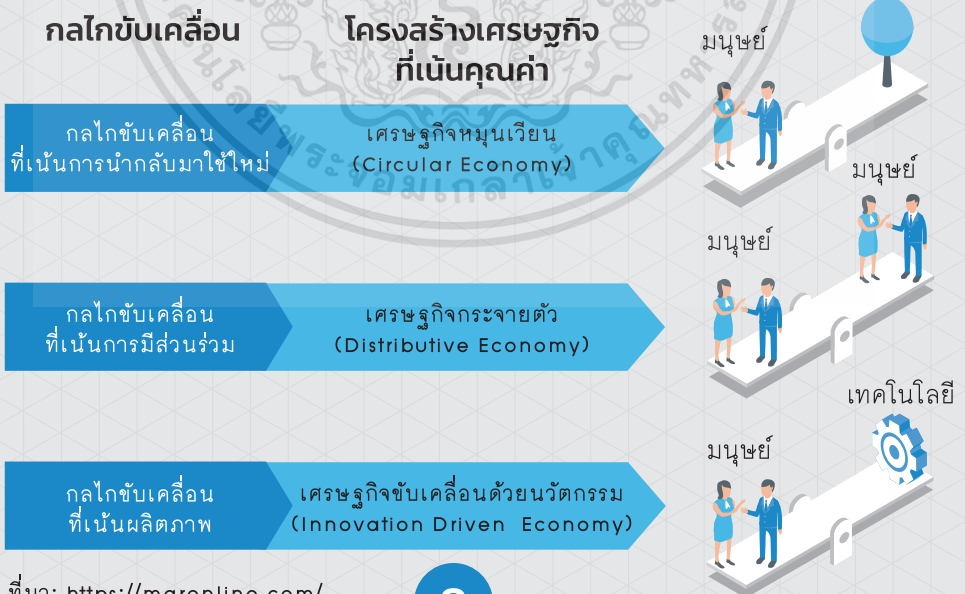 กลไกขับเคลื่อน
โครงสร้างเศรษฐกิจ
ที่เน้นคุณค่า
กลไกขับเคลื่อน
ที่เน้นการนำกลับมาใช้ใหม่
เศรษฐกิจหมุนเวียน
(Circular Economy)
มนุษย์
กลไกขับเคลื่อน
ที่เน้นการมีส่วนร่วม
เศรษฐกิจกระจายตัว
(Distributive Economy)
มนุษย์
มนุษย์
กลไกขับเคลื่อน
ที่เน้นผลิตภาพ
เศรษฐกิจขับเคลื่อนด้วยนวัตกรรม
(Innovation Driven Economy)
มนุษย์
เทคโนโลยี
ที่มา: https://mgronline.com/